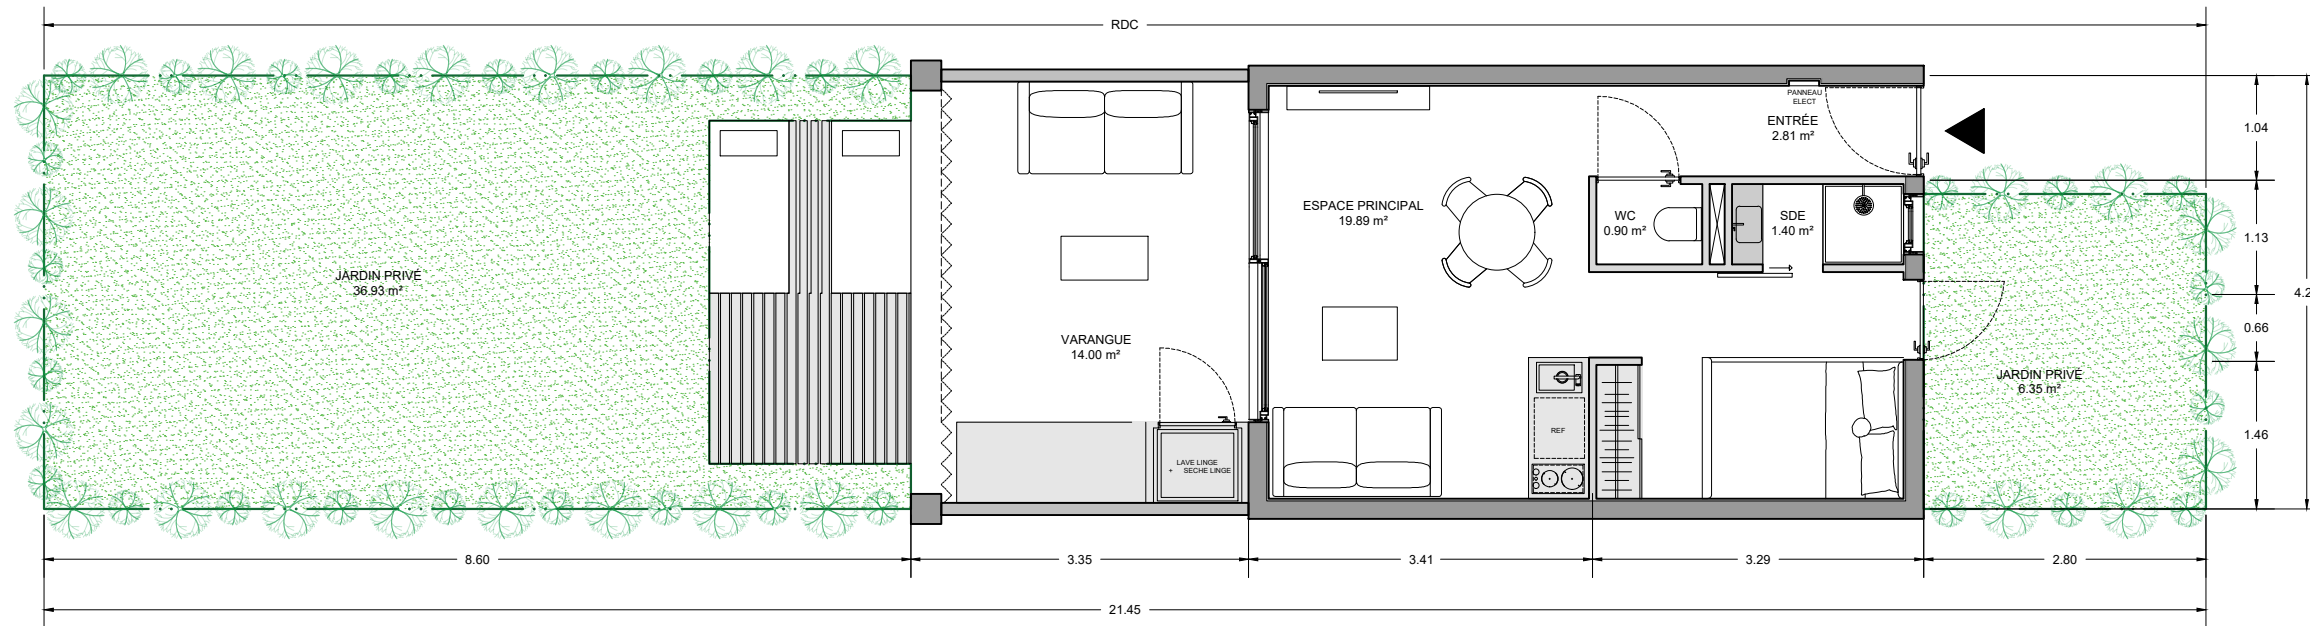 RDC
PANNEAU
ELECT
ENTRÉE
2.81 m²
1.04
ESPACE PRINCIPAL
19.89 m²
WC
0.90 m²
SDE
1.40 m²
1.13
JARDIN PRIVÉ
36.93 m²
4.2
0.66
VARANGUE
14.00 m²
JARDIN PRIVÉ
6.35 m²
REF
1.46
LAVE LINGE
+ SECHE LINGE
8.60
3.35
3.41
3.29
2.80
21.45